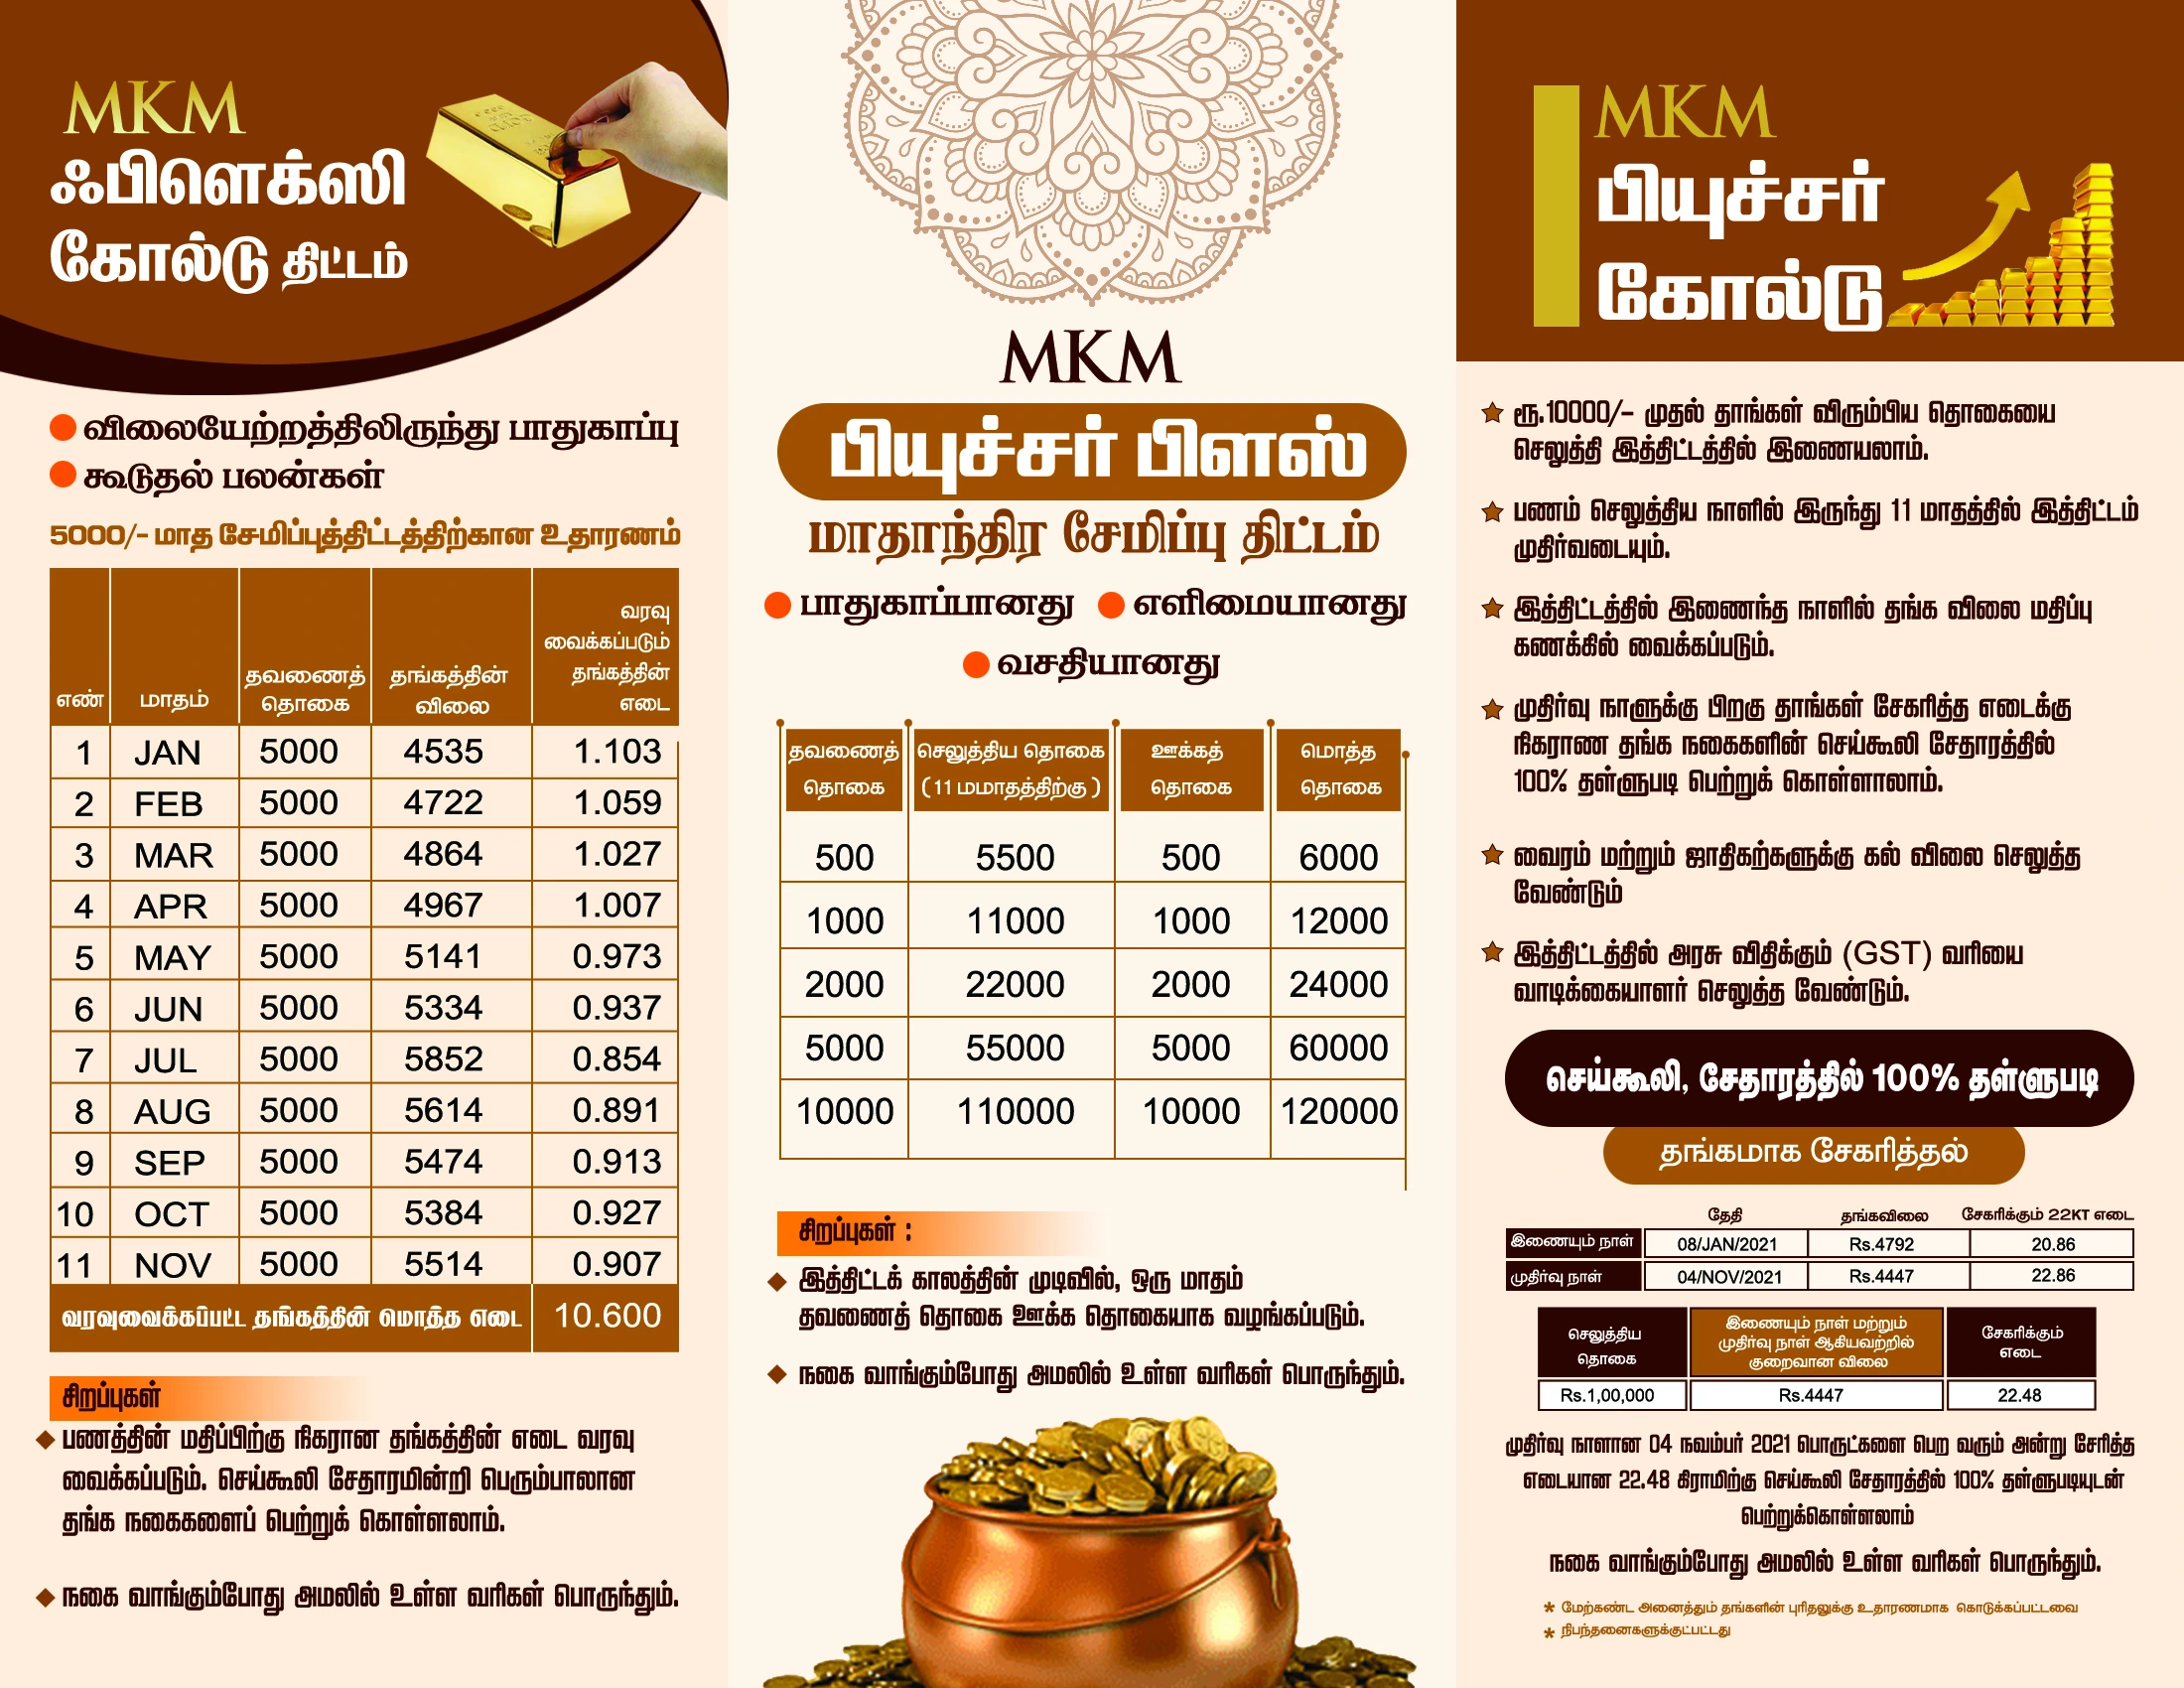 MKM
ஃபிளெக்ஸி
கோல்டு திட்டம்
விலையேற்றத்திலிருந்து பாதுகாப்பு
கூடுதல் பலன்கள்
5000/- மாத சேமிப்புத்திட்டத்திற்கான உதாரணம்
எண் மாதம் தவணைத் தொகை தங்கத்தின் விலை வரவு வைக்கப்படும் தங்கத்தின் எடை
1 JAN 5000 4535 1.103
2 FEB 5000 4722 1.059
3 MAR 5000 4864 1.027
4 APR 5000 4967 1.007
5 MAY 5000 5141 0.973
6 JUN 5000 5334 0.937
7 JUL 5000 5852 0.854
8 AUG 5000 5614 0.891
9 SEP 5000 5474 0.913
10 OCT 5000 5384 0.927
11 NOV 5000 5514 0.907
வரவுவைக்கப்பட்ட தங்கத்தின் மொத்த எடை 10.600
சிறப்புகள்
பணத்தின் மதிப்பிற்கு நிகரான தங்கத்தின் எடை வரவு
வைக்கப்படும். செய்கூலி சேதாரமின்றி பெரும்பாலான
தங்க நகைகளைப் பெற்றுக் கொள்ளலாம்.
நகை வாங்கும்போது அமலில் உள்ள வரிகள் பொருந்தும்.
MKM
பியுச்சர் பிளஸ்
மாதாந்திர சேமிப்பு திட்டம்
பாதுகாப்பானது எளிமையானது
வசதியானது
தவணைத் தொகை செலுத்திய தொகை (11 மமாதத்திற்கு) ஊக்கத் தொகை மொத்த தொகை
500 5500 500 6000
1000 11000 1000 12000
2000 22000 2000 24000
5000 55000 5000 60000
10000 110000 10000 120000
சிறப்புகள் :
இத்திட்டக் காலத்தின் முடிவில், ஒரு மாதம்
தவணைத் தொகை ஊக்க தொகையாக வழங்கப்படும்.
நகை வாங்கும்போது அமலில் உள்ள வரிகள் பொருந்தும்.
MKM
பியுச்சர்
கோல்டு
ரூ.10000/- முதல் தாங்கள் விரும்பிய தொகையை
செலுத்தி இத்திட்டத்தில் இணையலாம்.
பணம் செலுத்திய நாளில் இருந்து 11 மாதத்தில் இத்திட்டம்
முதிர்வடையும்.
இத்திட்டத்தில் இணைந்த நாளில் தங்க விலை மதிப்பு
கணக்கில் வைக்கப்படும்.
முதிர்வு நாளுக்கு பிறகு தாங்கள் சேகரித்த எடைக்கு
நிகராண தங்க நகைகளின் செய்கூலி சேதாரத்தில்
100% தள்ளுபடி பெற்றுக் கொள்ளாலாம்.
வைரம் மற்றும் ஜாதிகற்களுக்கு கல் விலை செலுத்த
வேண்டும்
இத்திட்டத்தில் அரசு விதிக்கும் (GST) வரியை
வாடிக்கையாளர் செலுத்த வேண்டும்.
செய்கூலி, சேதாரத்தில் 100% தள்ளுபடி
தங்கமாக சேகரித்தல்
தேதி தங்கவிலை சேகரிக்கும் 22KT எடை
இணையும் நாள் 08/JAN/2021 Rs.4792 20.86
முதிர்வு நாள் 04/NOV/2021 Rs.4447 22.86
செலுத்திய தொகை இணையும் நாள் மற்றும் முதிர்வு நாள் ஆகியவற்றில் குறைவான விலை சேகரிக்கும் எடை
Rs.1,00,000 Rs.4447 22.48
முதிர்வு நாளான 04 நவம்பர் 2021 பொருட்களை பெற வரும் அன்று சேரித்த
எடையான 22.48 கிராமிற்கு செய்கூலி சேதாரத்தில் 100% தள்ளுபடியுடன்
பெற்றுக்கொள்ளலாம்
நகை வாங்கும்போது அமலில் உள்ள வரிகள் பொருந்தும்.
* மேற்கண்ட அனைத்தும் தங்களின் புரிதலுக்கு உதாரணமாக கொடுக்கப்பட்டவை
* நிபந்தனைகளுக்குட்பட்டது